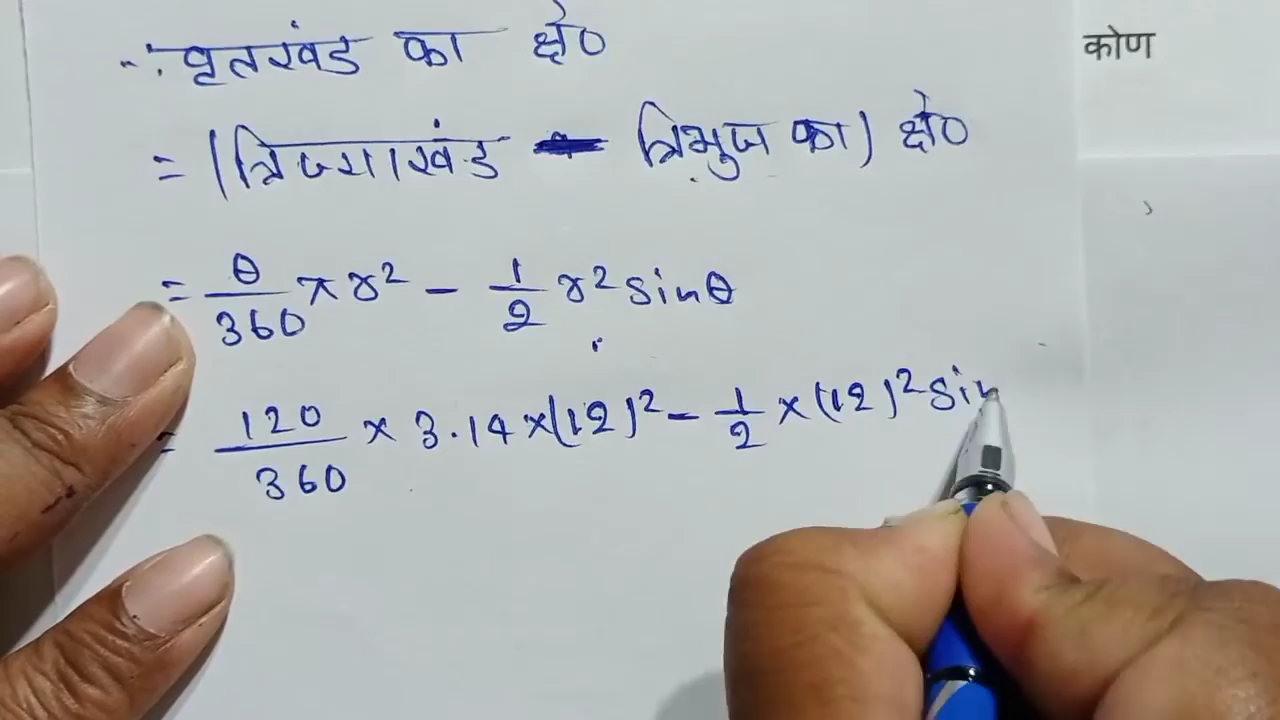 ∴ वृतखंड का क्षे०
कोण
= (त्रिज्याखंड - त्रिभुज का) क्षे०
= θ/360 πr² - 1/2 r² sinθ
= 120/360 × 3.14 × (12)² - 1/2 × (12)² sin